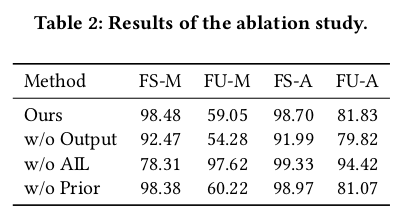 Table 2: Results of the ablation study.
Method FS-M FU-M FS-A FU-A
Ours 98.48 59.05 98.70 81.83
w/o Output 92.47 54.28 91.99 79.82
w/o AIL 78.31 97.62 99.33 94.42
w/o Prior 98.38 60.22 98.97 81.07